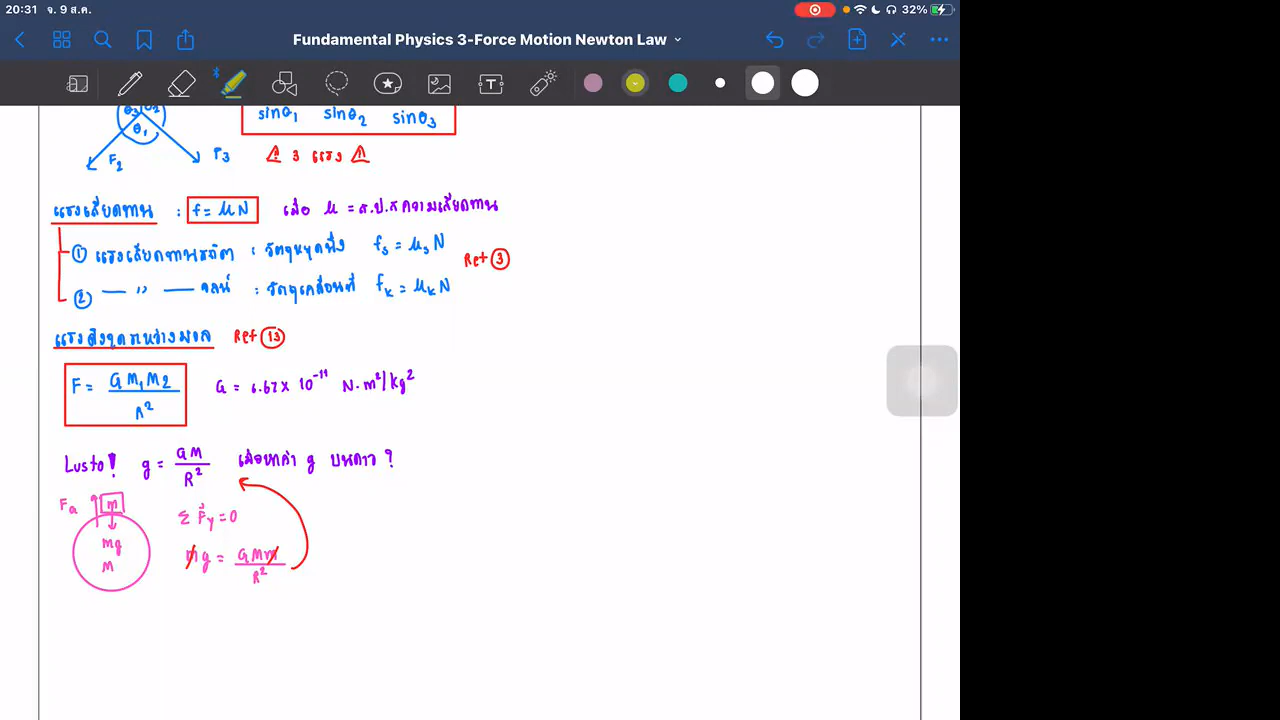 20:31 จ. 9 ส.ค.
32%
Fundamental Physics 3-Force Motion Newton Law
θ3 θ2
θ1
sinθ1 sinθ2 sinθ3
F2 F3
3 แรง
แรงเสียดทาน : f = μN เมื่อ μ = ส.ป.ส ความเสียดทาน
① แรงเสียดทานสถิต : วัตถุหยุดนิ่ง fs = μsN
Ref ③
② — " — จลน์ : วัตถุเคลื่อนที่ fk = μkN
แรงดึงดูดระหว่างมวล Ref ⑬
F = GM1M2/R² G = 6.67 × 10⁻¹¹ N·m²/kg²
g = GM/R² เมื่อหาค่า g บนดาว ?
FG m
Σ F⃗y = 0
mg
M
mg = GMm/R²